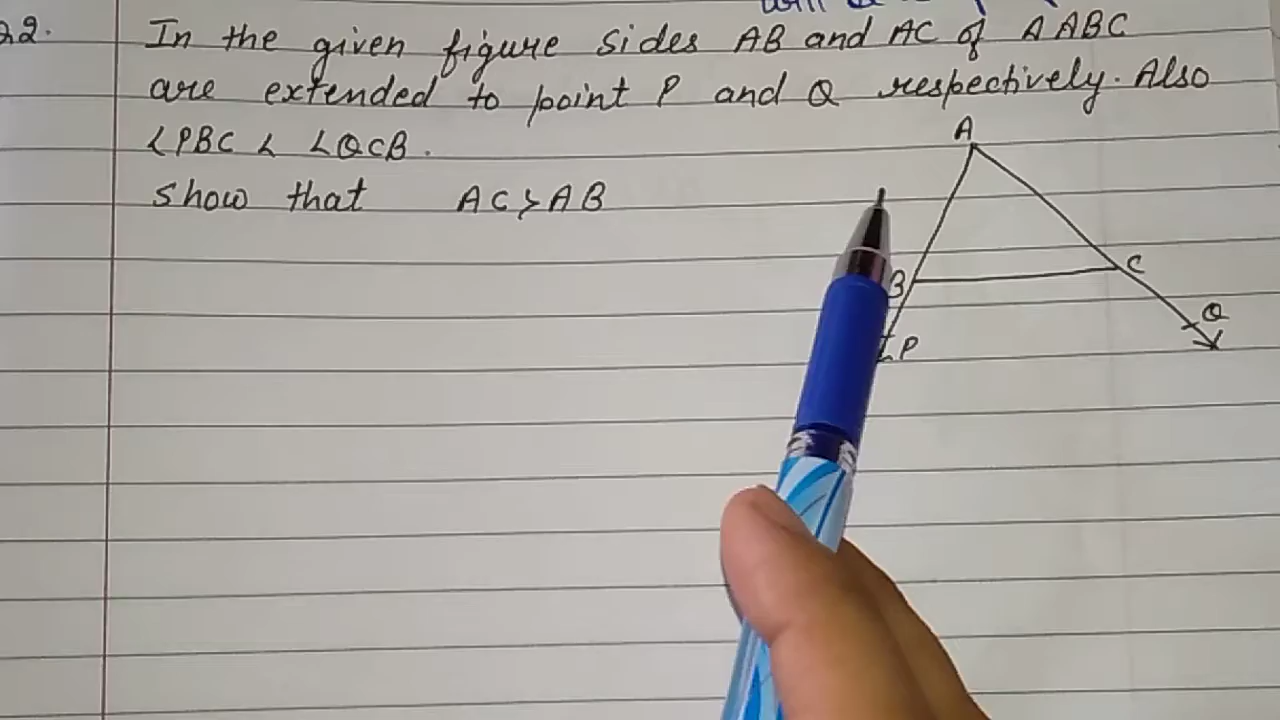 22.
In the given figure sides AB and AC of △ABC
are extended to point P and Q respectively. Also
∠PBC < ∠QCB.
show that AC > AB
A
B
C
P
Q